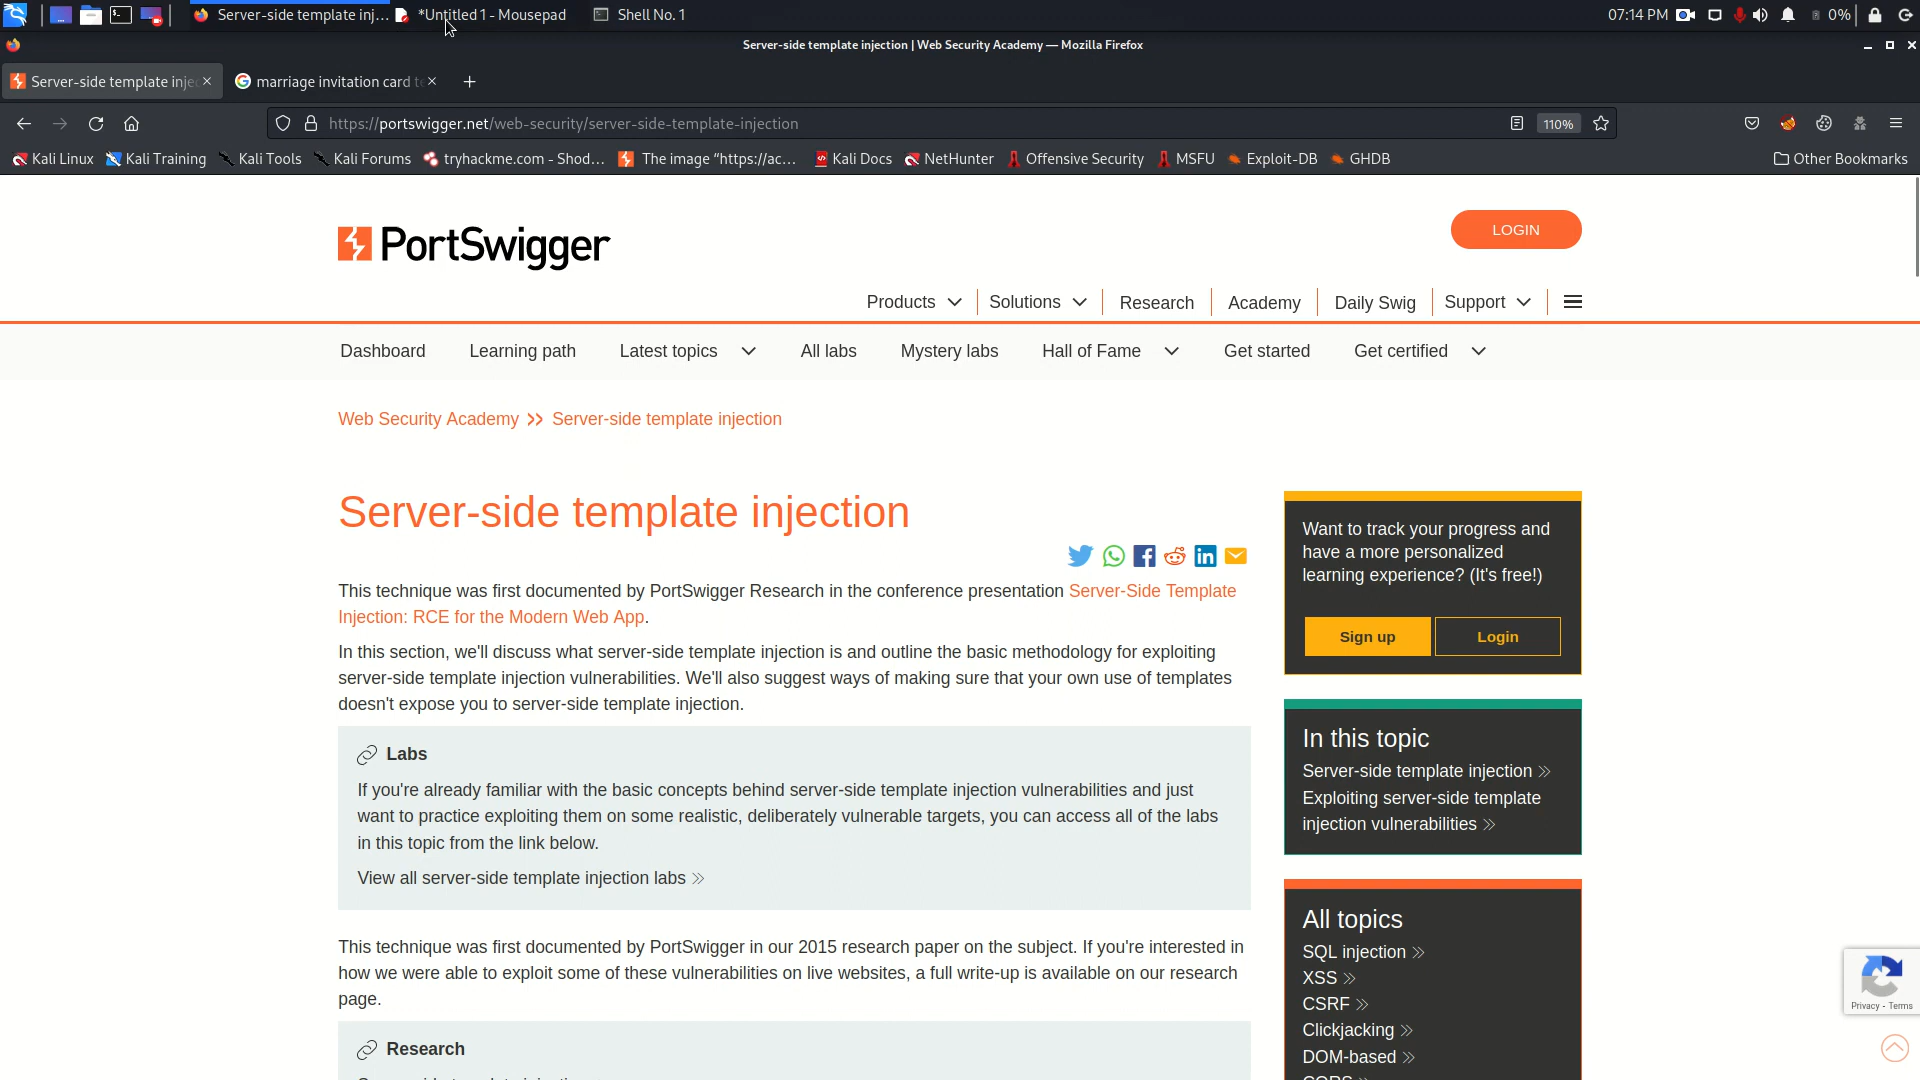 Server-side template inj... *Untitled 1 - Mousepad Shell No. 1 07:14 PM 0%
Server-side template injection | Web Security Academy — Mozilla Firefox
Server-side template injec marriage invitation card te
https://portswigger.net/web-security/server-side-template-injection 110%
Kali Linux Kali Training Kali Tools Kali Forums tryhackme.com - Shod... The image “https://ac... Kali Docs NetHunter Offensive Security MSFU Exploit-DB GHDB Other Bookmarks
PortSwigger
LOGIN
Products Solutions Research Academy Daily Swig Support
Dashboard Learning path Latest topics All labs Mystery labs Hall of Fame Get started Get certified
Web Security Academy Server-side template injection
Server-side template injection
This technique was first documented by PortSwigger Research in the conference presentation Server-Side Template
Injection: RCE for the Modern Web App.
In this section, we'll discuss what server-side template injection is and outline the basic methodology for exploiting
server-side template injection vulnerabilities. We'll also suggest ways of making sure that your own use of templates
doesn't expose you to server-side template injection.
Labs
If you're already familiar with the basic concepts behind server-side template injection vulnerabilities and just
want to practice exploiting them on some realistic, deliberately vulnerable targets, you can access all of the labs
in this topic from the link below.
View all server-side template injection labs
This technique was first documented by PortSwigger in our 2015 research paper on the subject. If you're interested in
how we were able to exploit some of these vulnerabilities on live websites, a full write-up is available on our research
page.
Research
Want to track your progress and
have a more personalized
learning experience? (It's free!)
Sign up Login
In this topic
Server-side template injection
Exploiting server-side template
injection vulnerabilities
All topics
SQL injection
XSS
CSRF
Clickjacking
DOM-based
CORS
Privacy - Terms